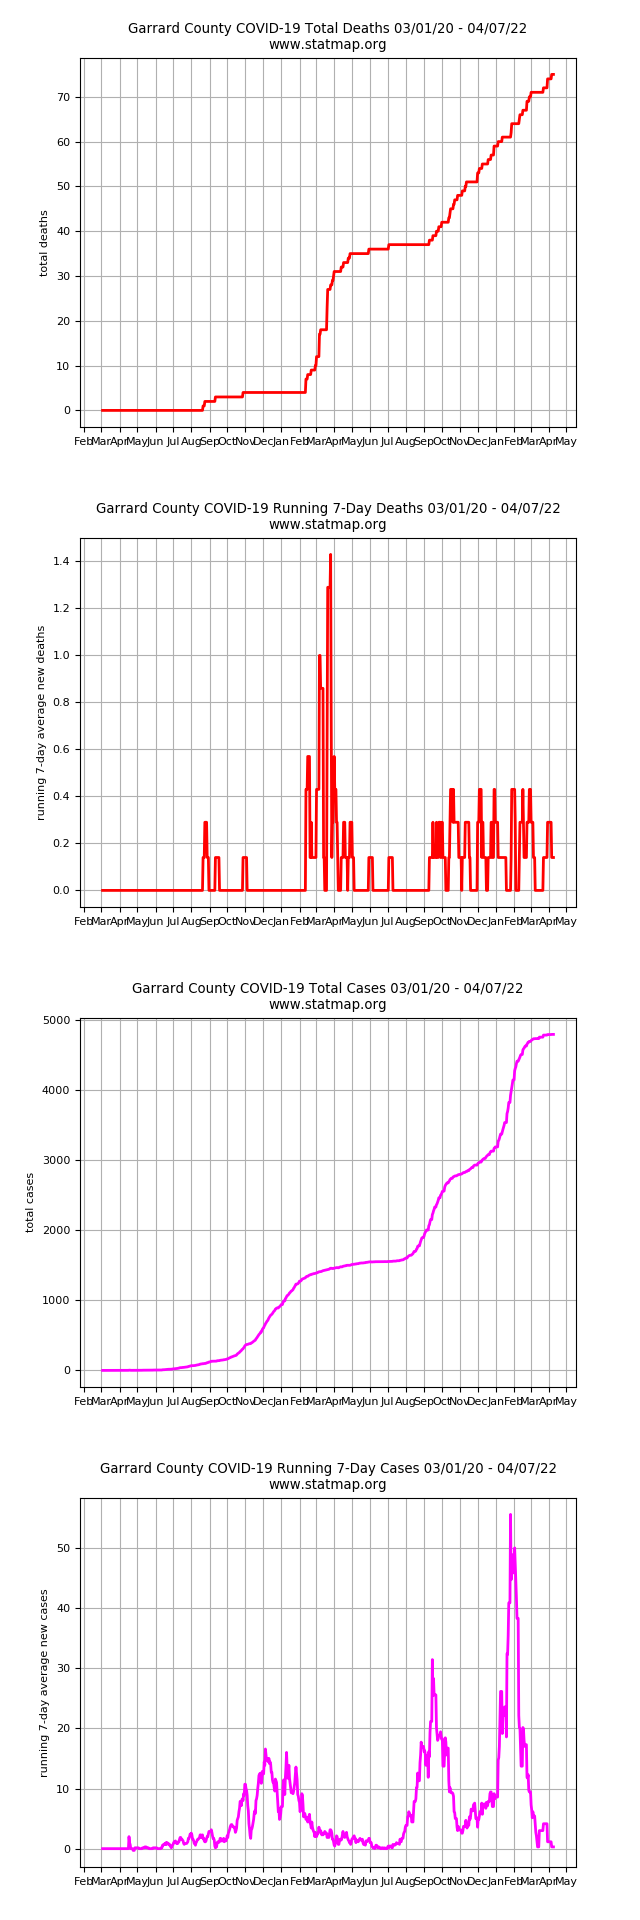 Garrard County COVID-19 Total Deaths 03/01/20 - 04/07/22
www.statmap.org
70
60
50
40
30
20
10
0
total deaths
Feb Mar Apr May Jun Jul Aug Sep Oct Nov Dec Jan Feb Mar Apr May Jun Jul Aug Sep Oct Nov Dec Jan Feb Mar Apr May
Garrard County COVID-19 Running 7-Day Deaths 03/01/20 - 04/07/22
www.statmap.org
1.4
1.2
1.0
0.8
0.6
0.4
0.2
0.0
running 7-day average new deaths
Feb Mar Apr May Jun Jul Aug Sep Oct Nov Dec Jan Feb Mar Apr May Jun Jul Aug Sep Oct Nov Dec Jan Feb Mar Apr May
Garrard County COVID-19 Total Cases 03/01/20 - 04/07/22
www.statmap.org
5000
4000
3000
2000
1000
0
total cases
Feb Mar Apr May Jun Jul Aug Sep Oct Nov Dec Jan Feb Mar Apr May Jun Jul Aug Sep Oct Nov Dec Jan Feb Mar Apr May
Garrard County COVID-19 Running 7-Day Cases 03/01/20 - 04/07/22
www.statmap.org
50
40
30
20
10
0
running 7-day average new cases
Feb Mar Apr May Jun Jul Aug Sep Oct Nov Dec Jan Feb Mar Apr May Jun Jul Aug Sep Oct Nov Dec Jan Feb Mar Apr May